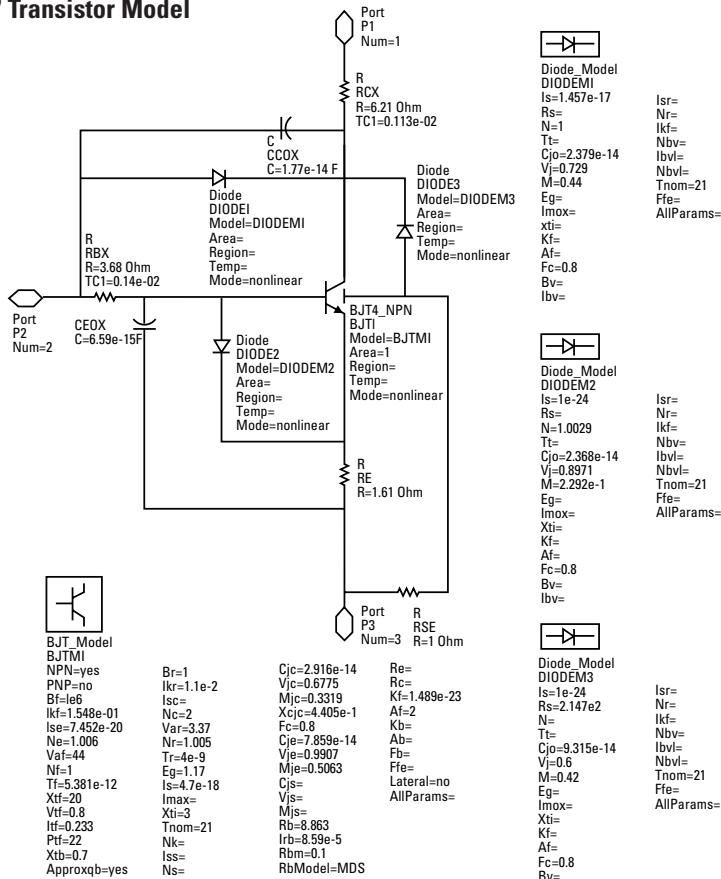 Transistor Model
Port
P1
Num=1
R
RCX
R=6.21 Ohm
TC1=0.113e-02
C
CCOX
C=1.77e-14 F
Diode
DIODEI
Model=DIODEMI
Area=
Region=
Temp=
Mode=nonlinear
Diode
DIODE3
Model=DIODEM3
Area=
Region=
Temp=
Mode=nonlinear
R
RBX
R=3.68 Ohm
TC1=0.14e-02
Port
P2
Num=2
CEOX
C=6.59e-15F
Diode
DIODE2
Model=DIODEM2
Area=
Region=
Temp=
Mode=nonlinear
BJT4_NPN
BJTI
Model=BJTMI
Area=1
Region=
Temp=
Mode=nonlinear
R
RE
R=1.61 Ohm
Port
P3
Num=3
R
RSE
R=1 Ohm
BJT_Model
BJTMI
NPN=yes
PNP=no
Bf=Ie6
Ikf=1.548e-01
Ise=7.452e-20
Ne=1.006
Vaf=44
Nf=1
Tf=5.381e-12
Xtf=20
Vtf=0.8
Itf=0.233
Ptf=22
Xtb=0.7
Approxqb=yes
Br=1
Ikr=1.1e-2
Isc=
Nc=2
Var=3.37
Nr=1.005
Tr=4e-9
Eg=1.17
Is=4.7e-18
Imax=
Xti=3
Tnom=21
Nk=
Iss=
Ns=
Cjc=2.916e-14
Vjc=0.6775
Mjc=0.3319
Xcjc=4.405e-1
Fc=0.8
Cje=7.859e-14
Vje=0.9907
Mje=0.5063
Cjs=
Vjs=
Mjs=
Rb=8.863
Irb=8.59e-5
Rbm=0.1
RbModel=MDS
Re=
Rc=
Kf=1.489e-23
Af=2
Kb=
Ab=
Fb=
Ffe=
Lateral=no
AllParams=
Diode_Model
DIODEMI
Is=1.457e-17
Rs=
N=1
Tt=
Cjo=2.379e-14
Vj=0.729
M=0.44
Eg=
Imox=
xti=
Kf=
Af=
Fc=0.8
Bv=
Ibv=
Isr=
Nr=
Ikf=
Nbv=
Ibvl=
Nbvl=
Tnom=21
Ffe=
AllParams=
Diode_Model
DIODEM2
Is=1e-24
Rs=
N=1.0029
Tt=
Cjo=2.368e-14
Vj=0.8971
M=2.292e-1
Eg=
Imox=
Xti=
Kf=
Af=
Fc=0.8
Bv=
Ibv=
Isr=
Nr=
Ikf=
Nbv=
Ibvl=
Nbvl=
Tnom=21
Ffe=
AllParams=
Diode_Model
DIODEM3
Is=1e-24
Rs=2.147e2
N=
Tt=
Cjo=9.315e-14
Vj=0.6
M=0.42
Eg=
Imox=
Xti=
Kf=
Af=
Fc=0.8
Bv=
Isr=
Nr=
Ikf=
Nbv=
Ibvl=
Nbvl=
Tnom=21
Ffe=
AllParams=